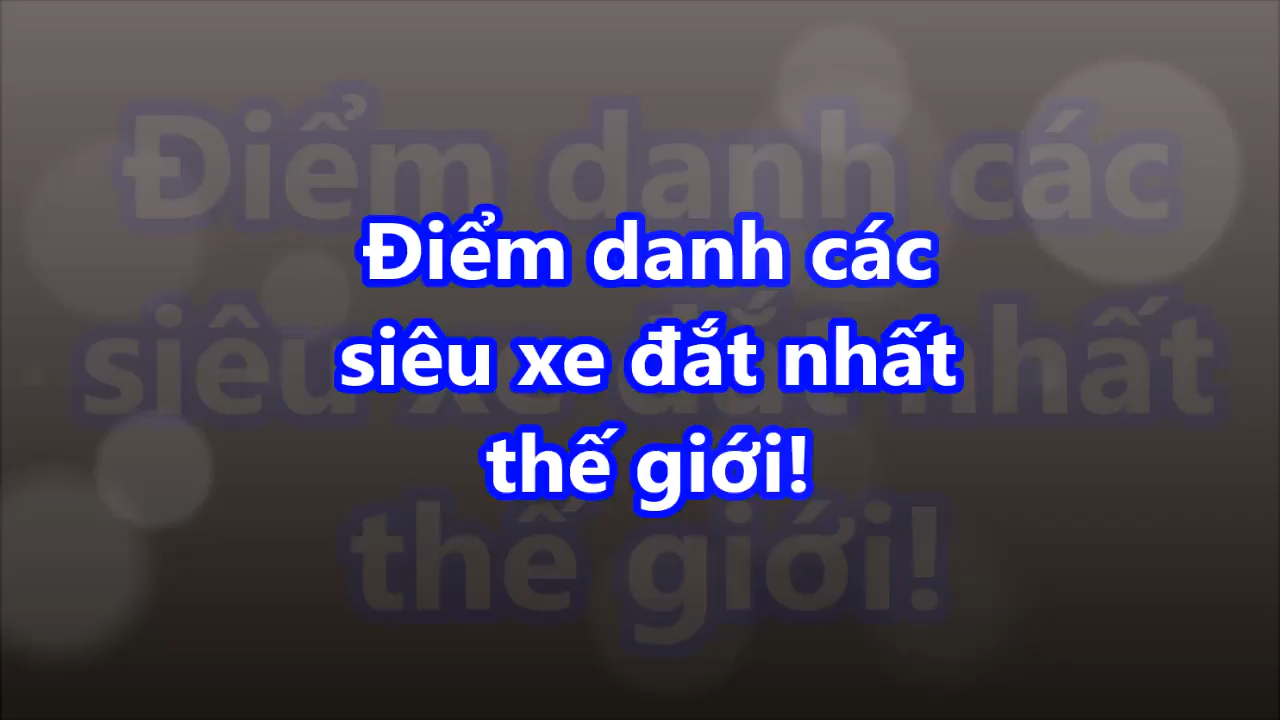 Điểm danh các
siêu xe đắt nhất
thế giới!